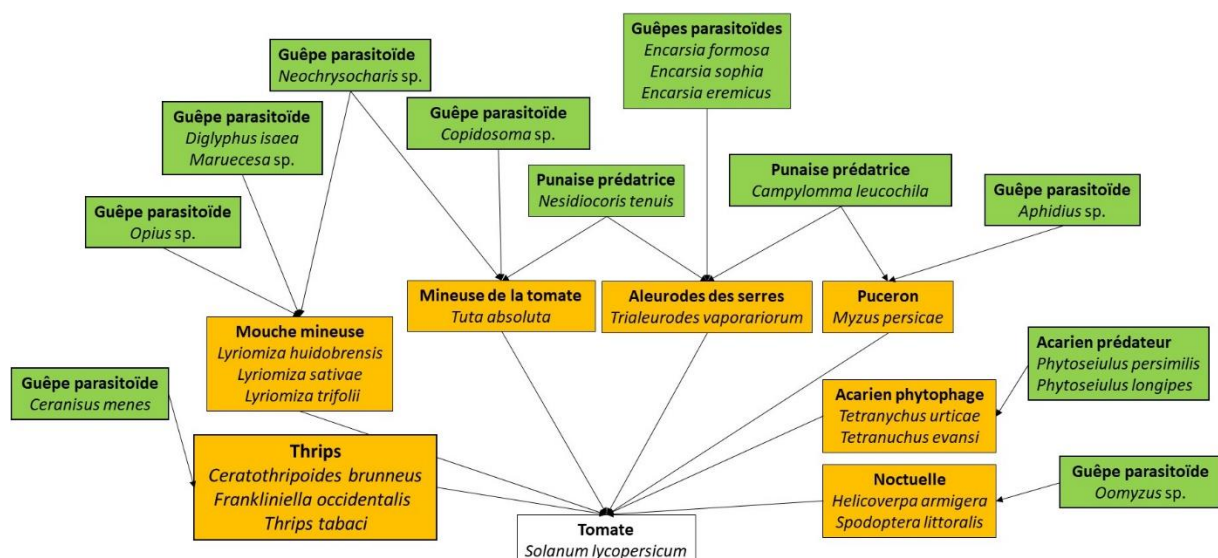 Guêpes parasitoïdes
Encarsia formosa
Encarsia sophia
Encarsia eremicus
Guêpe parasitoïde
Neochrysocharis sp.
Guêpe parasitoïde
Diglyphus isaea
Maruecesa sp.
Guêpe parasitoïde
Copidosoma sp.
Punaise prédatrice
Nesidiocoris tenuis
Punaise prédatrice
Campylomma leucochila
Guêpe parasitoïde
Aphidius sp.
Guêpe parasitoïde
Opius sp.
Mineuse de la tomate
Tuta absoluta
Aleurodes des serres
Trialeurodes vaporariorum
Puceron
Myzus persicae
Mouche mineuse
Lyriomiza huidobrensis
Lyriomiza sativae
Lyriomiza trifolii
Acarien prédateur
Phytoseiulus persimilis
Phytoseiulus longipes
Guêpe parasitoïde
Ceranisus menes
Acarien phytophage
Tetranychus urticae
Tetranuchus evansi
Thrips
Ceratothripoides brunneus
Frankliniella occidentalis
Thrips tabaci
Noctuelle
Helicoverpa armigera
Spodoptera littoralis
Guêpe parasitoïde
Oomyzus sp.
Tomate
Solanum lycopersicum